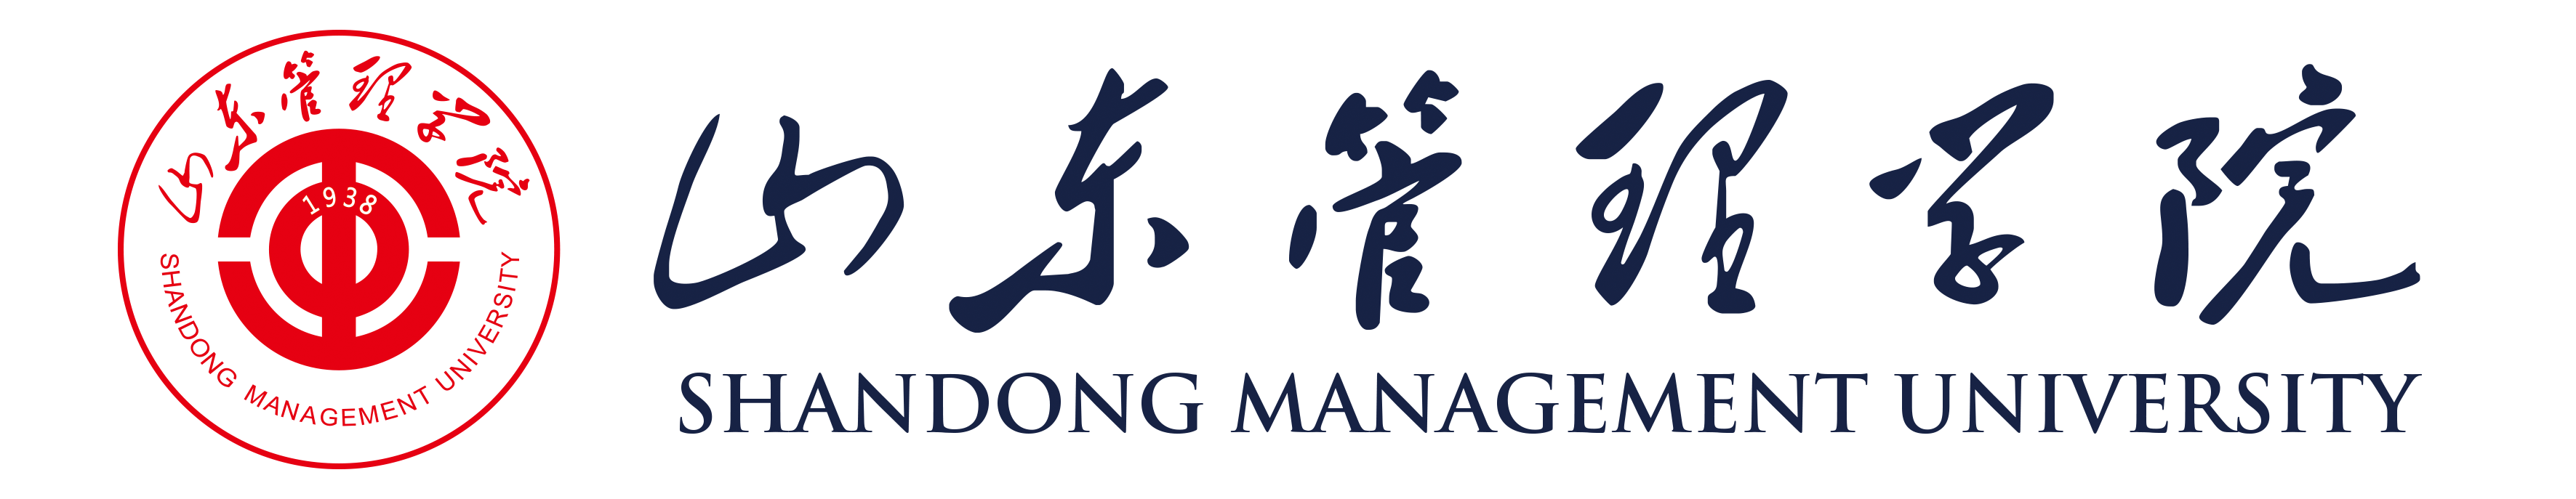 山东管理学院
1938
SHANDONG MANAGEMENT UNIVERSITY
山东管理学院
SHANDONG MANAGEMENT UNIVERSITY